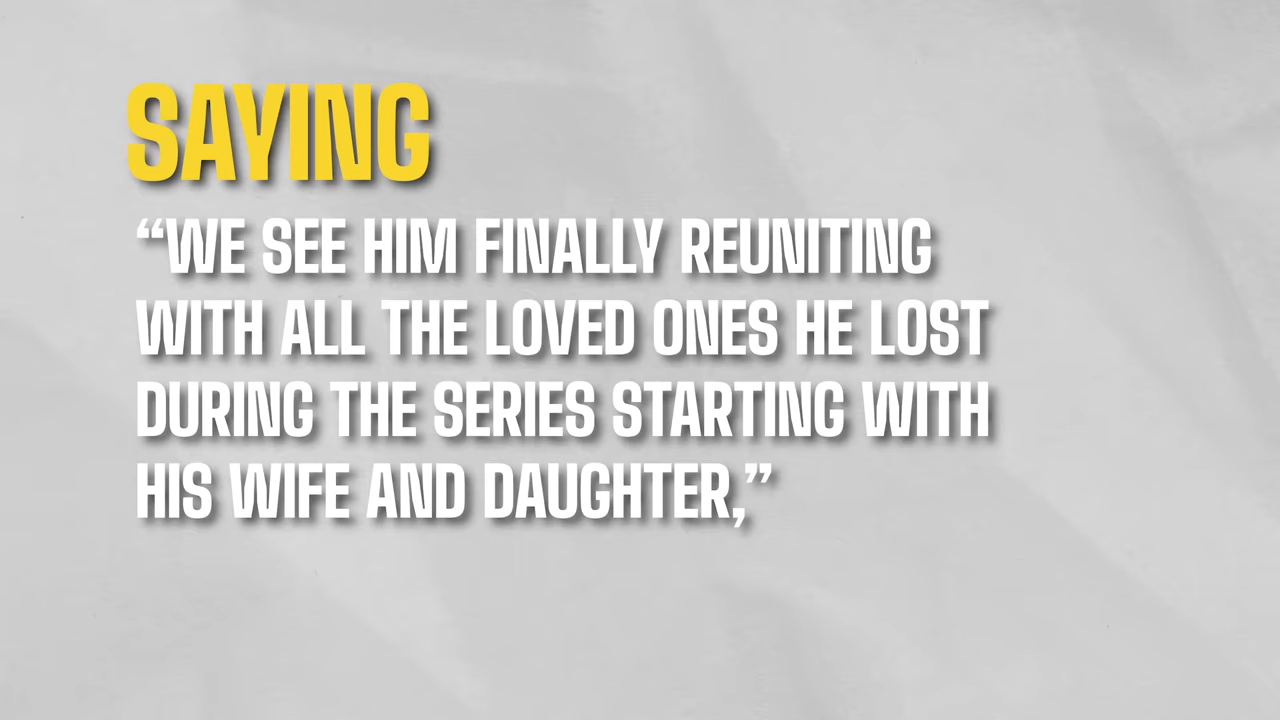 SAYING
“WE SEE HIM FINALLY REUNITING
WITH ALL THE LOVED ONES HE LOST
DURING THE SERIES STARTING WITH
HIS WIFE AND DAUGHTER,”